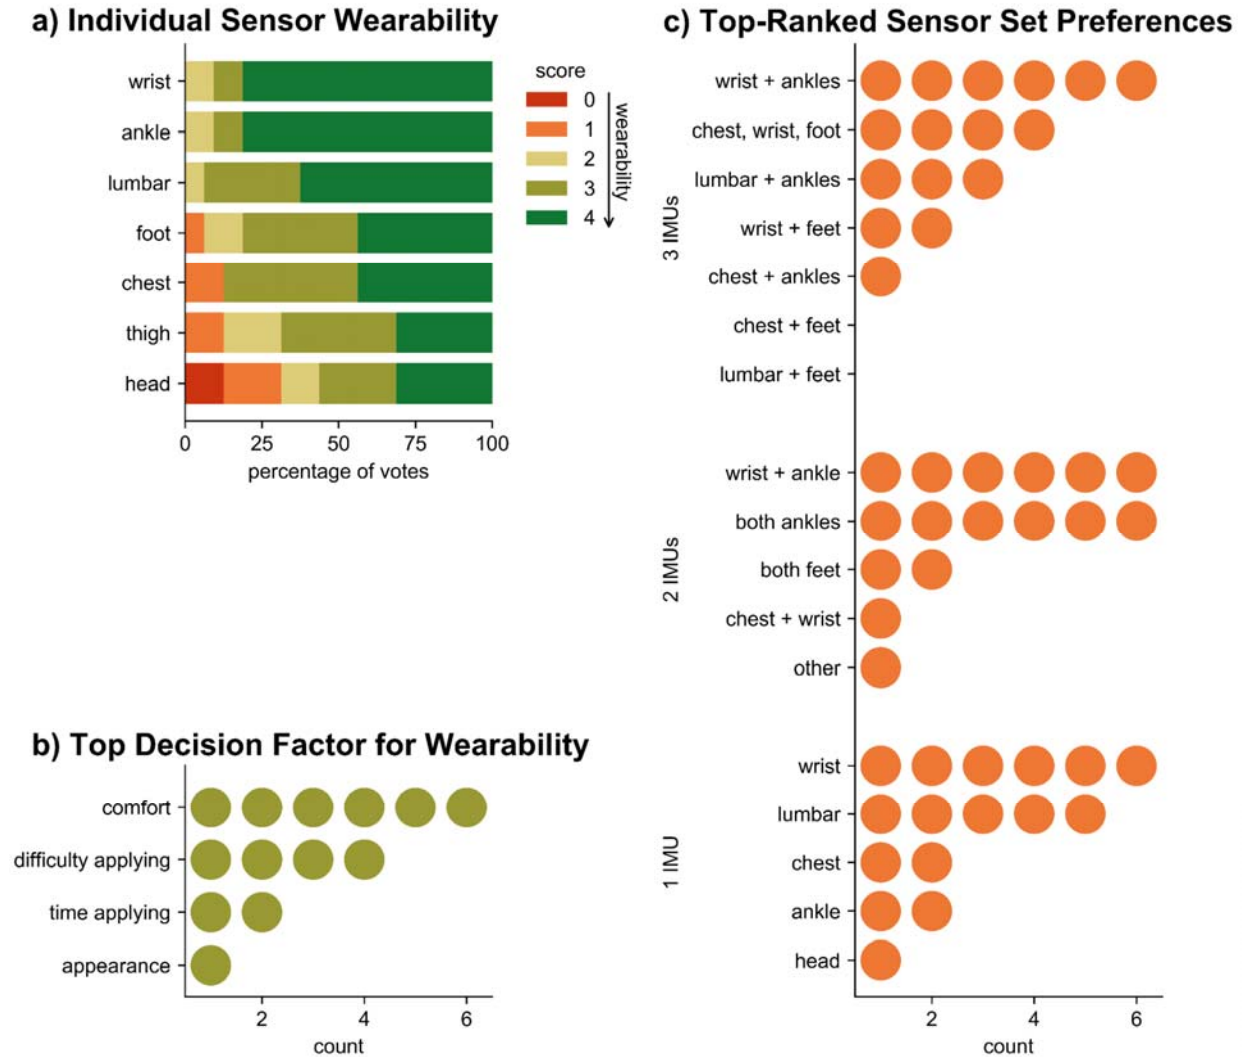 a) Individual Sensor Wearability
wrist
ankle
lumbar
foot
chest
thigh
head
0 25 50 75 100
percentage of votes
score
0
1
2
3
4
wearability
b) Top Decision Factor for Wearability
comfort
difficulty applying
time applying
appearance
2 4 6
count
c) Top-Ranked Sensor Set Preferences
3 IMUs
wrist + ankles
chest, wrist, foot
lumbar + ankles
wrist + feet
chest + ankles
chest + feet
lumbar + feet
2 IMUs
wrist + ankle
both ankles
both feet
chest + wrist
other
1 IMU
wrist
lumbar
chest
ankle
head
2 4 6
count